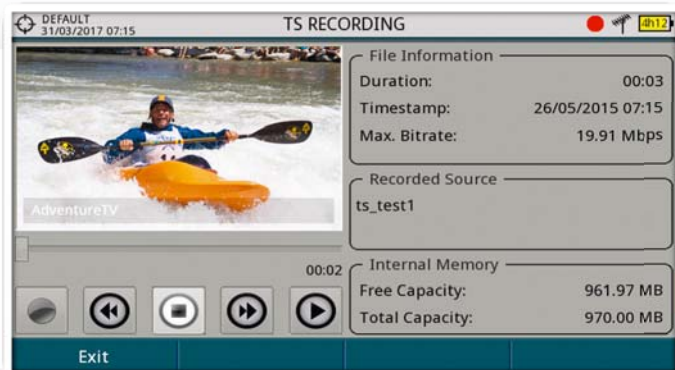 DEFAULT
31/03/2017 07:15
TS RECORDING
4h12
AdventureTV
11
00:02
Exit
File Information
Duration: 00:03
Timestamp: 26/05/2015 07:15
Max. Bitrate: 19.91 Mbps
Recorded Source
ts_test1
Internal Memory
Free Capacity: 961.97 MB
Total Capacity: 970.00 MB